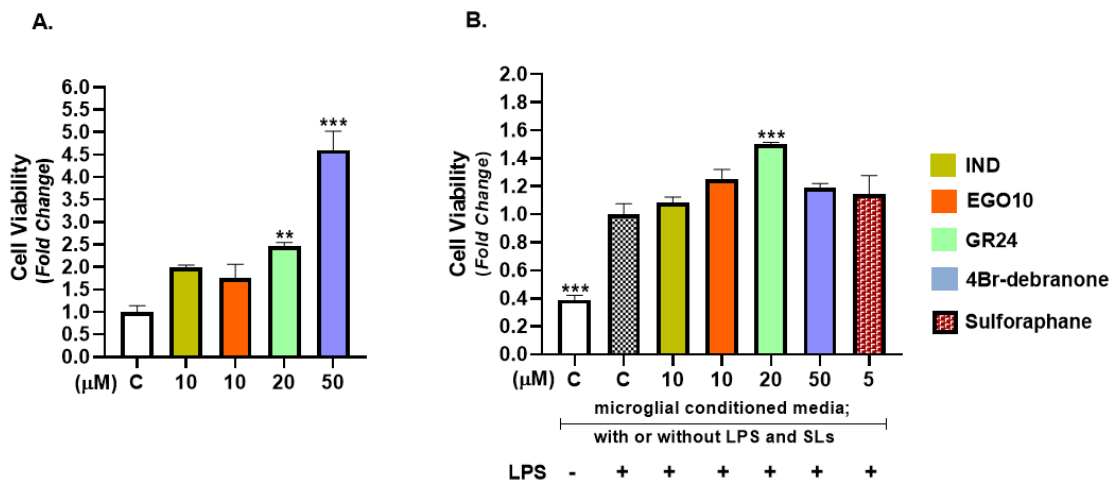 A.
B.
Cell Viability
(Fold Change)
6.0
5.5
5.0
4.5
4.0
3.5
3.0
2.5
2.0
1.5
1.0
0.5
0.0
**
***
(μM) C 10 10 20 50
Cell Viability
(Fold Change)
2.0
1.8
1.6
1.4
1.2
1.0
0.8
0.6
0.4
0.2
0.0
***
***
(μM) C C 10 10 20 50 5
microglial conditioned media;
with or without LPS and SLs
LPS - + + + + + +
IND
EGO10
GR24
4Br-debranone
Sulforaphane